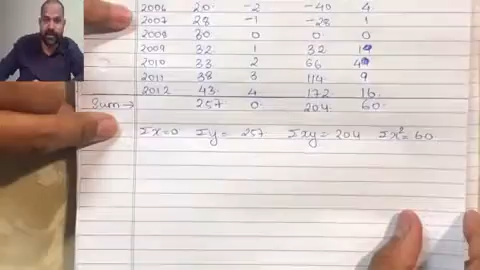 2006 20 -2 -40 4
2007 28 -1 -28 1
2008 30 0 0 0
2009 32 1 32 1
2010 33 2 66 4
2011 38 3 114 9
2012 43 4 172 16
Sum → 257 0 204 60
Σx=0 Σy= 257 Σxy= 204 Σx²= 60